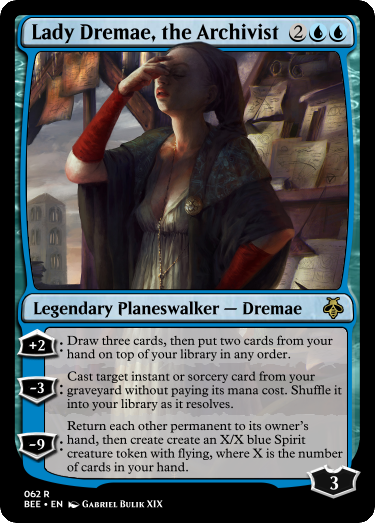 Lady Dremae, the Archivist 2
Legendary Planeswalker — Dremae
+2: Draw three cards, then put two cards from your
hand on top of your library in any order.
−3: Cast target instant or sorcery card from your
graveyard without paying its mana cost. Shuffle it
into your library as it resolves.
−9: Return each other permanent to its owner's
hand, then create create an X/X blue Spirit
creature token with flying, where X is the number
of cards in your hand.
3
062 R
BEE • EN Gabriel Bulik XIX